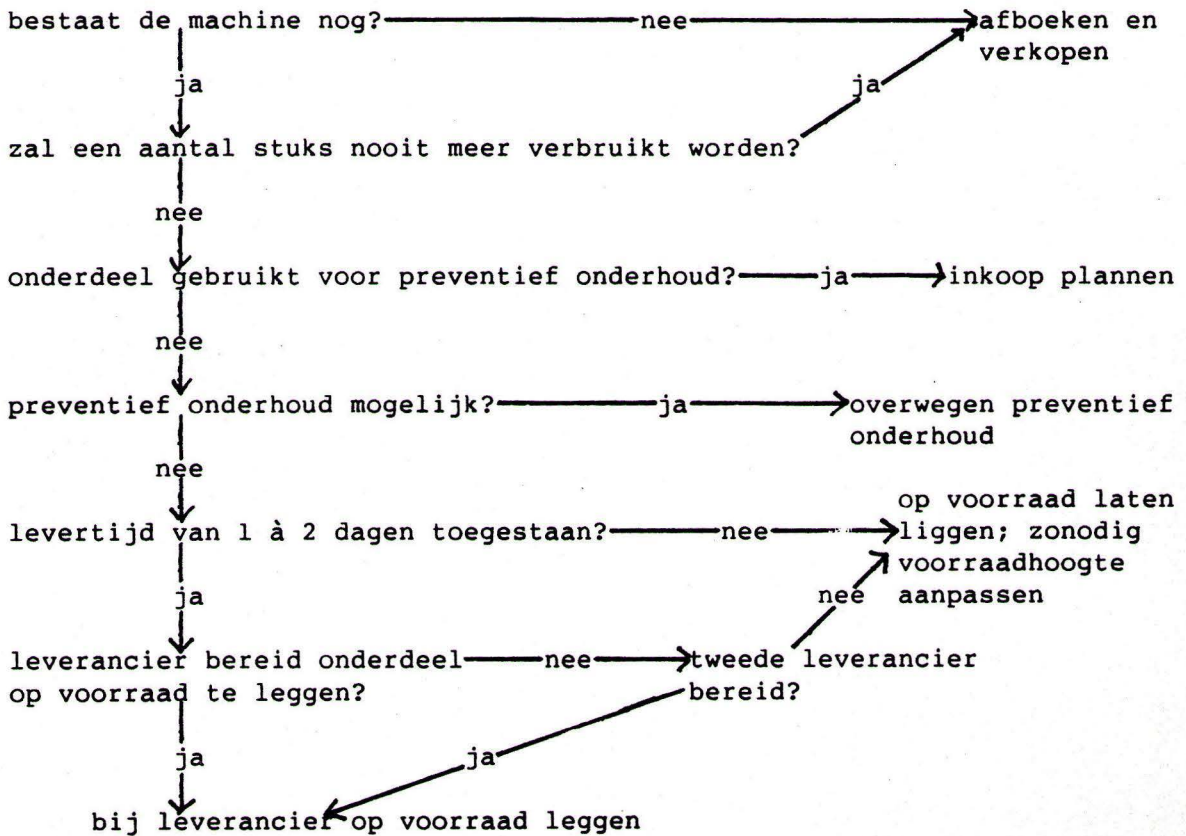 bestaat de machine nog? nee afboeken en
verkopen
ja ja
zal een aantal stuks nooit meer verbruikt worden?
nee
onderdeel gebruikt voor preventief onderhoud? ja inkoop plannen
nee
preventief onderhoud mogelijk? ja overwegen preventief
onderhoud
nee
op voorraad laten
levertijd van 1 à 2 dagen toegestaan? nee liggen; zonodig
voorraadhoogte
ja nee aanpassen
leverancier bereid onderdeel nee tweede leverancier
op voorraad te leggen? bereid?
ja ja
bij leverancier op voorraad leggen